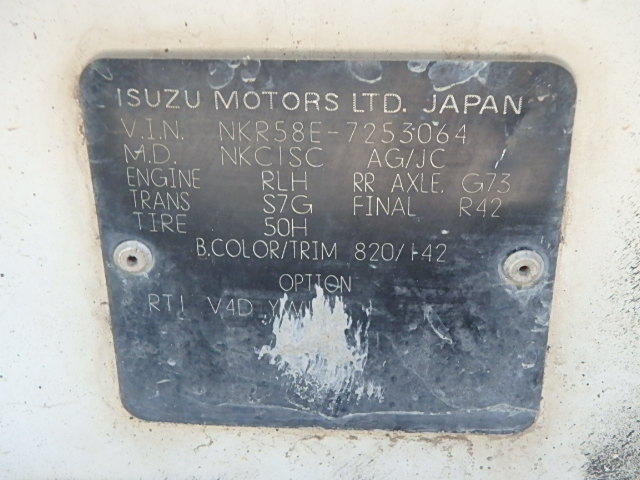 ISUZU MOTORS LTD. JAPAN
V.I.N. NKR58E-7253064
M.D. NKC1SC AG/JC
ENGINE RLH RR AXLE. G73
TRANS S7G FINAL R42
TIRE 50H
B.COLOR/TRIM 820/142
OPTION
RT1 V4D